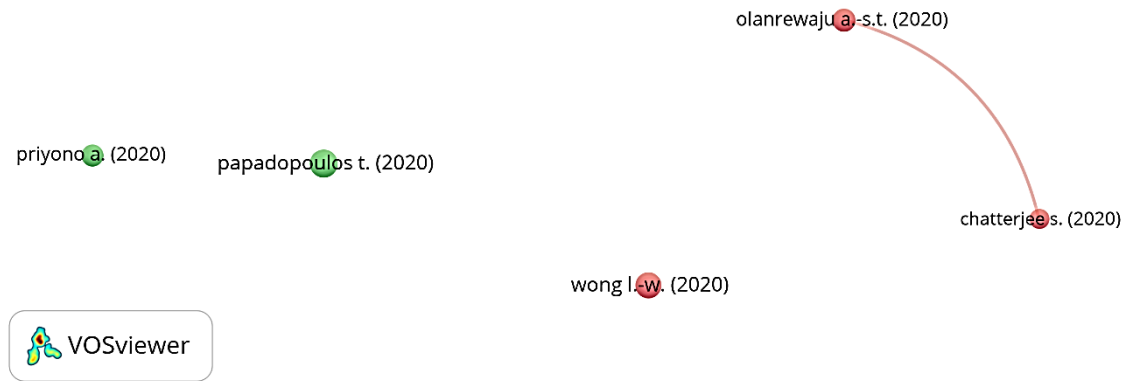 olanrewaju a.-s.t. (2020)
priyono a. (2020)
papadopoulos t. (2020)
chatterjee s. (2020)
wong l.-w. (2020)
VOSviewer